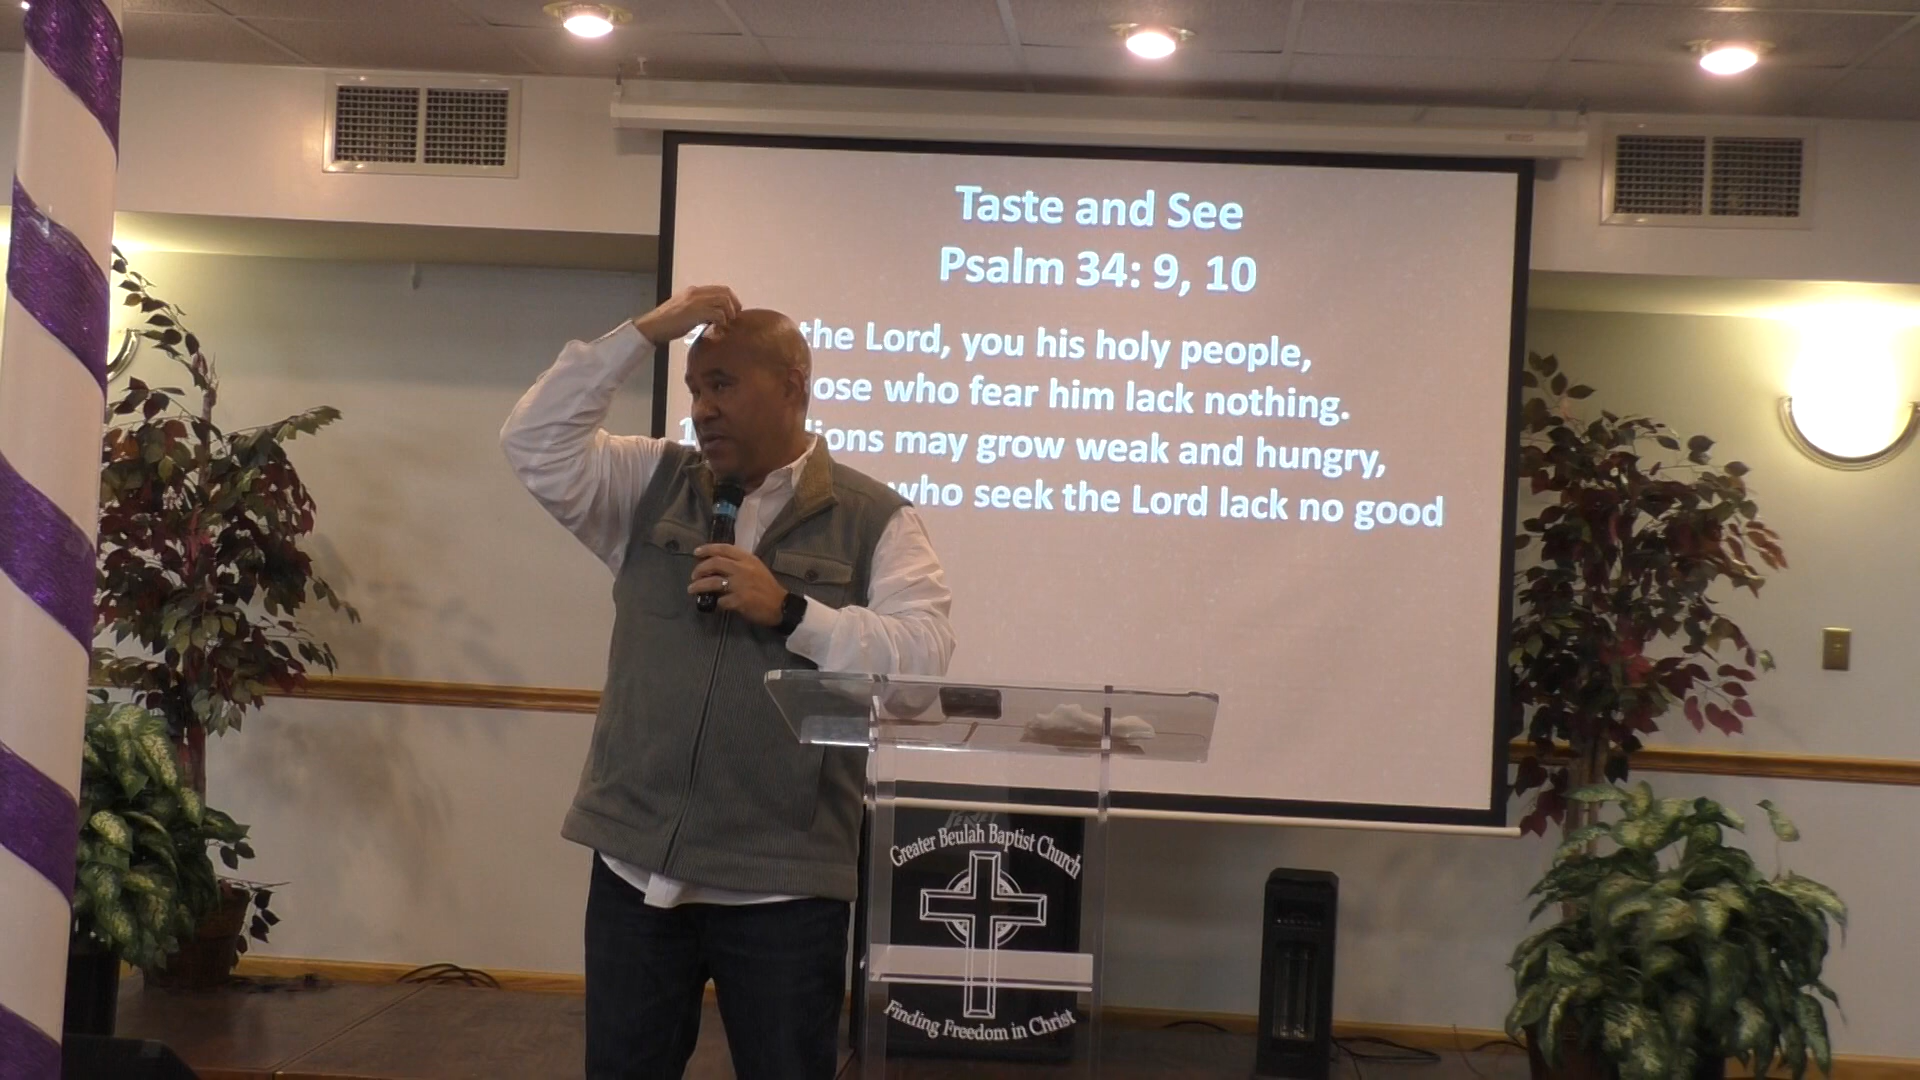 Taste and See
Psalm 34: 9, 10
the Lord, you his holy people,
ose who fear him lack nothing.
lions may grow weak and hungry,
who seek the Lord lack no good
Greater Beulah Baptist Church
Finding Freedom in Christ